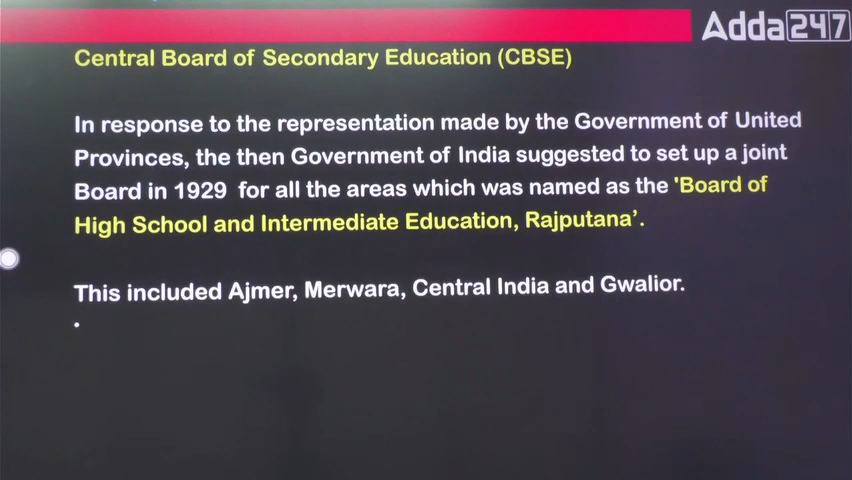 Adda247
Central Board of Secondary Education (CBSE)
In response to the representation made by the Government of United
Provinces, the then Government of India suggested to set up a joint
Board in 1929 for all the areas which was named as the 'Board of
High School and Intermediate Education, Rajputana’.
This included Ajmer, Merwara, Central India and Gwalior.